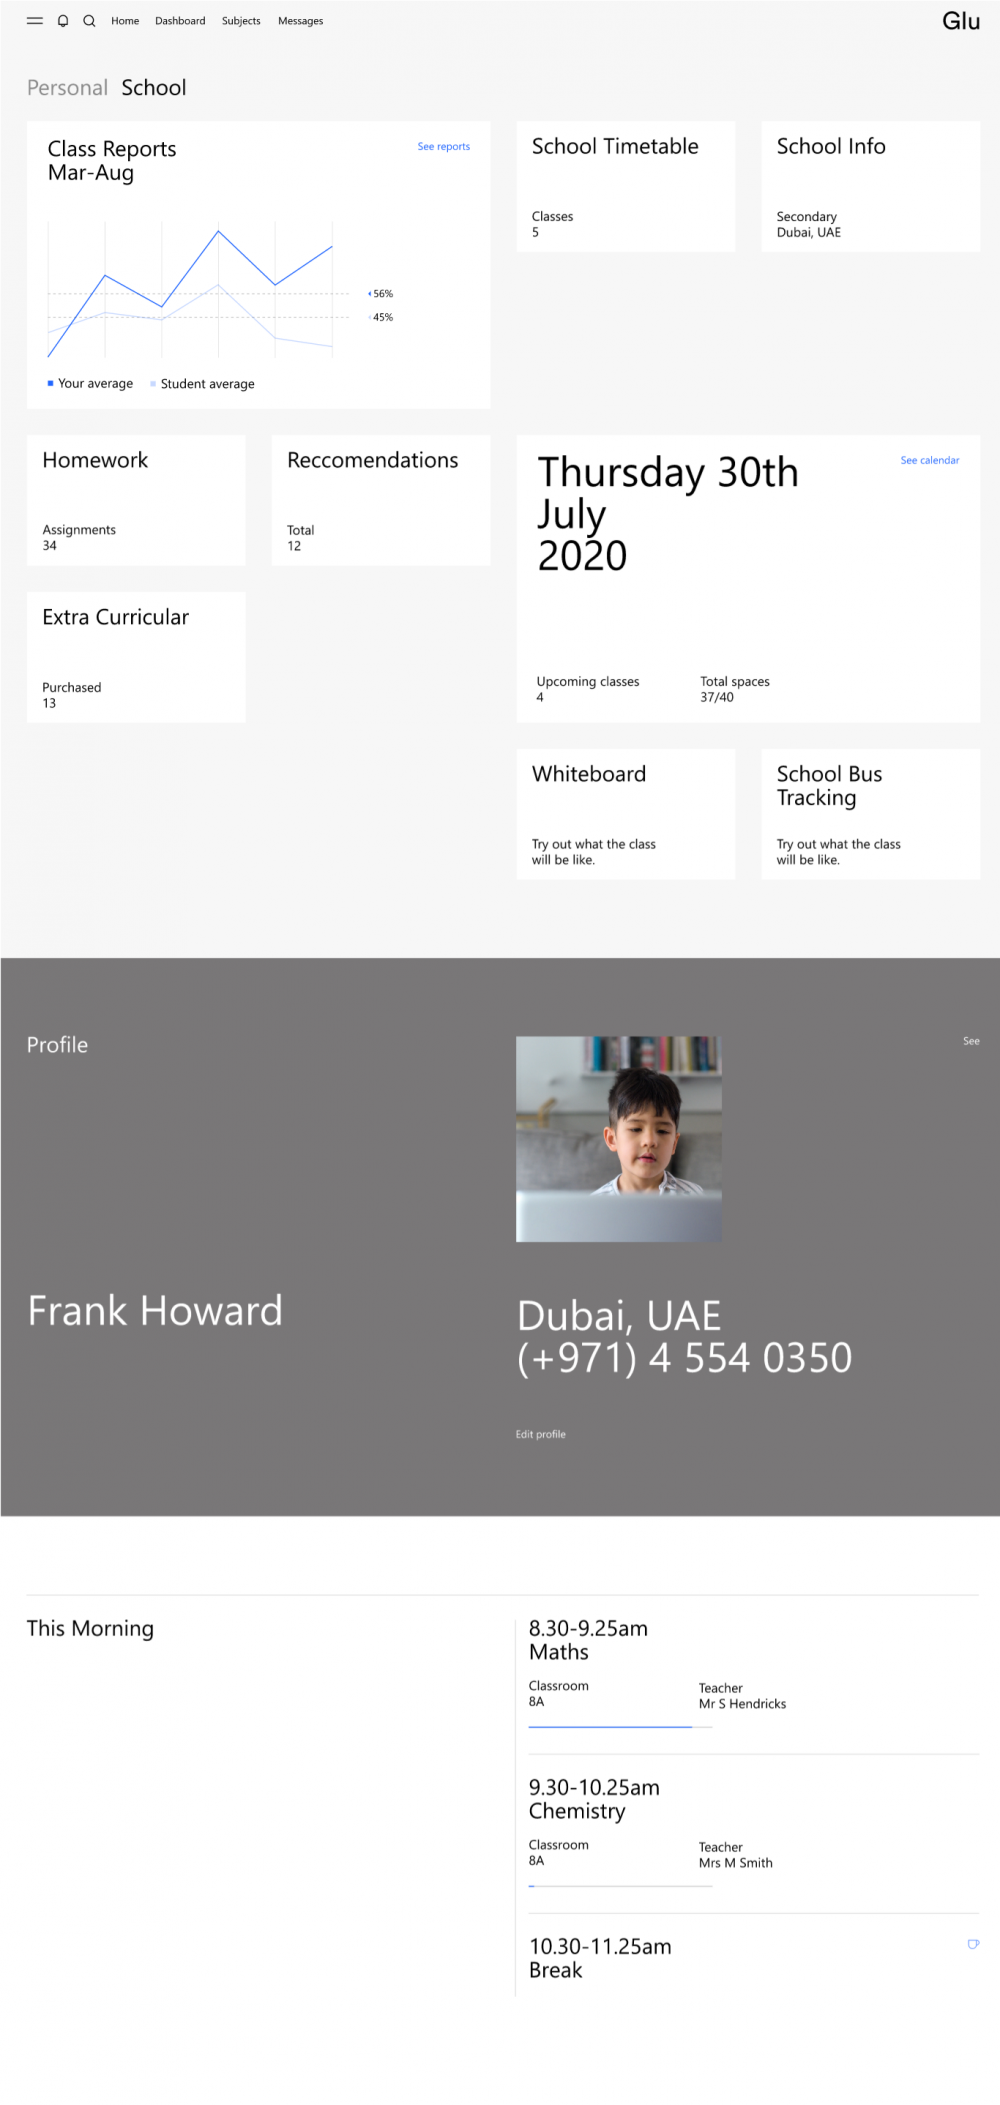 Home Dashboard Subjects Messages
Glu
Personal School
Class Reports
Mar-Aug
See reports
56%
45%
Your average Student average
School Timetable
Classes
5
School Info
Secondary
Dubai, UAE
Homework
Assignments
34
Reccomendations
Total
12
Thursday 30th
July
2020
See calendar
Upcoming classes
4
Total spaces
37/40
Extra Curricular
Purchased
13
Whiteboard
Try out what the class
will be like.
School Bus
Tracking
Try out what the class
will be like.
Profile
See
Frank Howard
Dubai, UAE
(+971) 4 554 0350
Edit profile
This Morning
8.30-9.25am
Maths
Classroom
8A
Teacher
Mr S Hendricks
9.30-10.25am
Chemistry
Classroom
8A
Teacher
Mrs M Smith
10.30-11.25am
Break